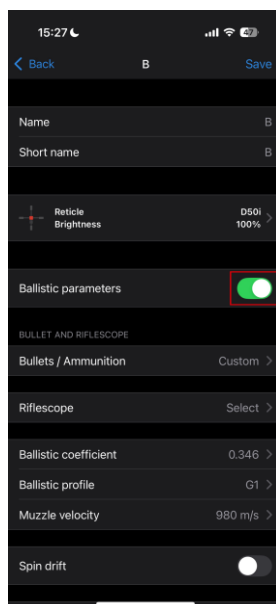 15:27
47
Back B Save
Name B
Short name B
Reticle D50i
Brightness 100%
Ballistic parameters
BULLET AND RIFLESCOPE
Bullets / Ammunition Custom
Riflescope Select
Ballistic coefficient 0.346
Ballistic profile G1
Muzzle velocity 980 m/s
Spin drift